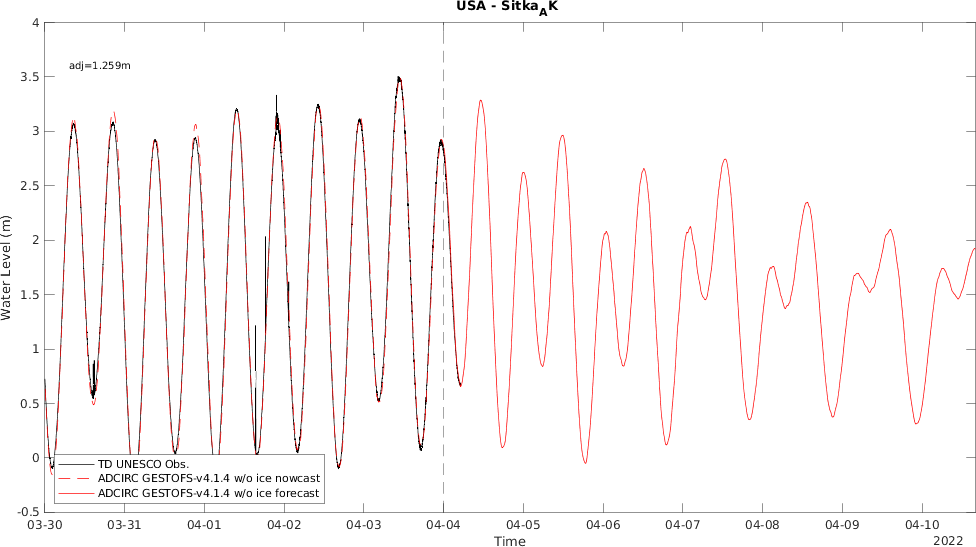 USA - Sitka_AK
adj=1.259m
4
3.5
3
2.5
2
1.5
1
0.5
0
-0.5
Water Level (m)
TD UNESCO Obs.
ADCIRC GESTOFS-v4.1.4 w/o ice nowcast
ADCIRC GESTOFS-v4.1.4 w/o ice forecast
03-30 03-31 04-01 04-02 04-03 04-04 04-05 04-06 04-07 04-08 04-09 04-10
Time
2022